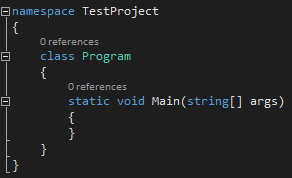 namespace TestProject
{
0 references
class Program
{
0 references
static void Main(string[] args)
{
}
}
}